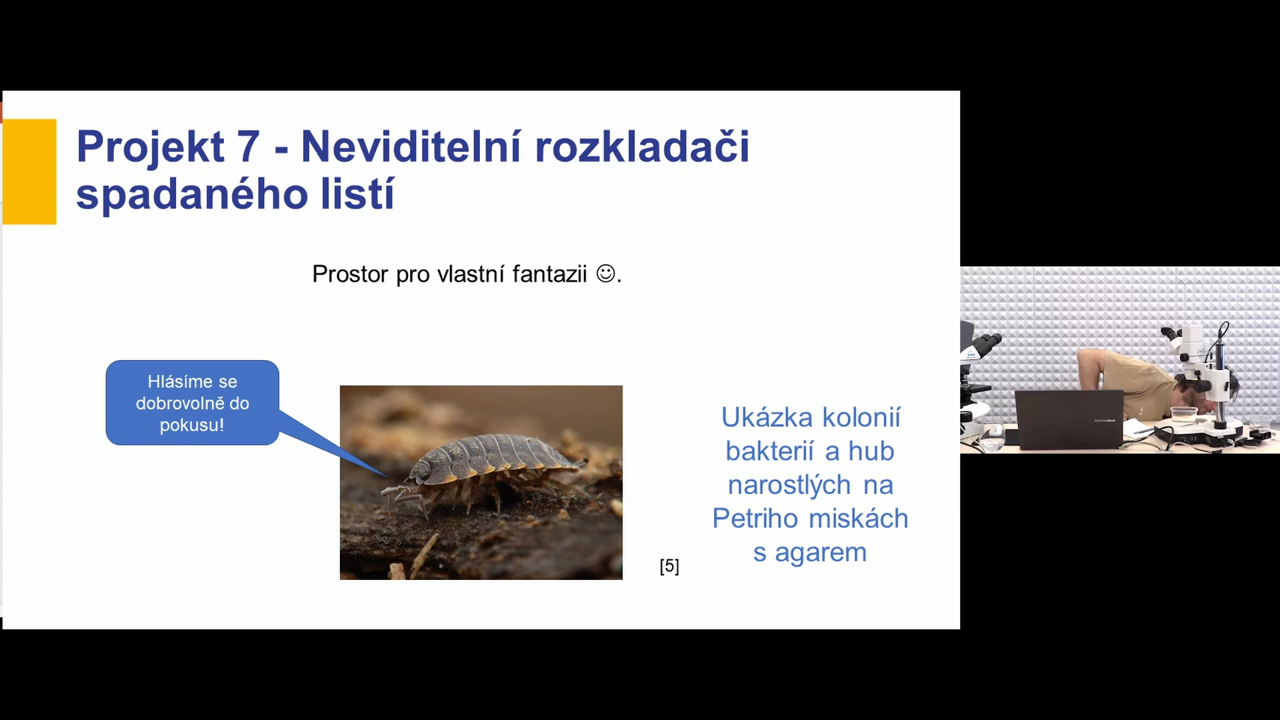 Projekt 7 - Neviditelní rozkladači
spadaného listí
Prostor pro vlastní fantazii ☺.
Hlásíme se
dobrovolně do
pokusu!
Ukázka kolonií
bakterií a hub
narostlých na
Petriho miskách
s agarem
[5]